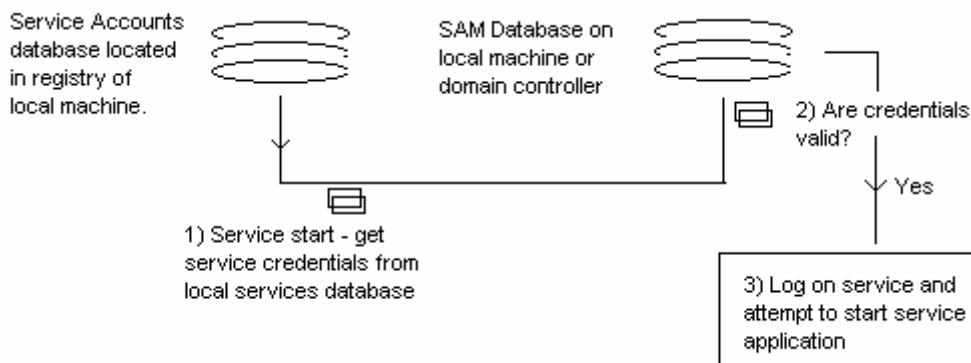 Service Accounts
database located
in registry of
local machine.
SAM Database on
local machine or
domain controller
2) Are credentials
valid?
Yes
1) Service start - get
service credentials from
local services database
3) Log on service and
attempt to start service
application